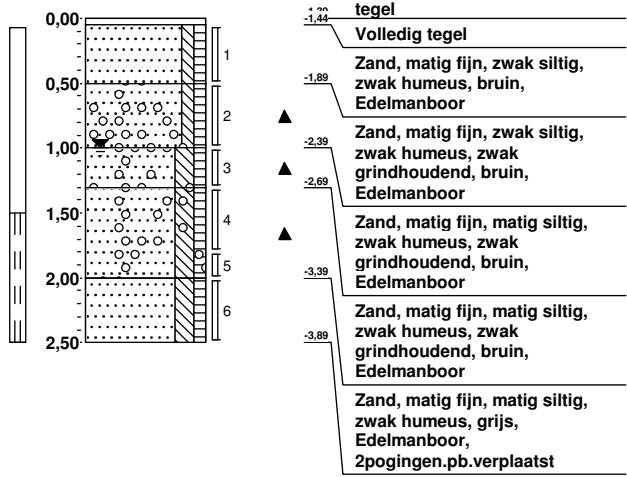 0,00
0,50
1,00
1,50
2,00
2,50
1
2
3
4
5
6
-1,39
tegel
-1,44
Volledig tegel
-1,89
Zand, matig fijn, zwak siltig,
zwak humeus, bruin,
Edelmanboor
-2,39
Zand, matig fijn, zwak siltig,
zwak humeus, zwak
grindhoudend, bruin,
Edelmanboor
-2,69
Zand, matig fijn, matig siltig,
zwak humeus, zwak
grindhoudend, bruin,
Edelmanboor
-3,39
Zand, matig fijn, matig siltig,
zwak humeus, zwak
grindhoudend, bruin,
Edelmanboor
-3,89
Zand, matig fijn, matig siltig,
zwak humeus, grijs,
Edelmanboor,
2pogingen.pb.verplaatst